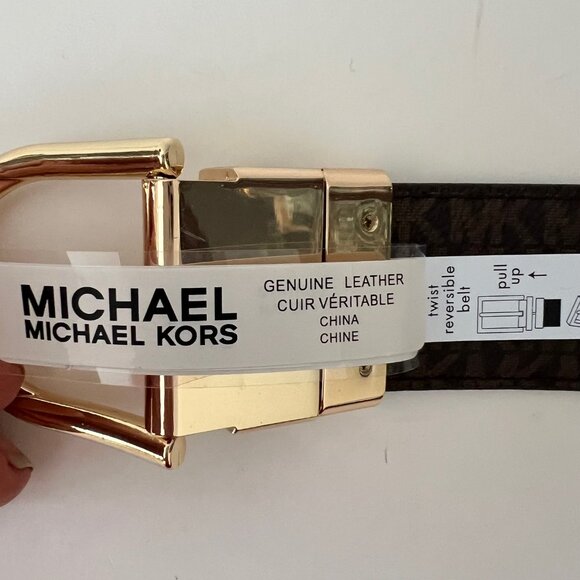 MICHAEL
MICHAEL KORS
GENUINE LEATHER
CUIR VÉRITABLE
CHINA
CHINE
twist
reversible
belt
pull
up